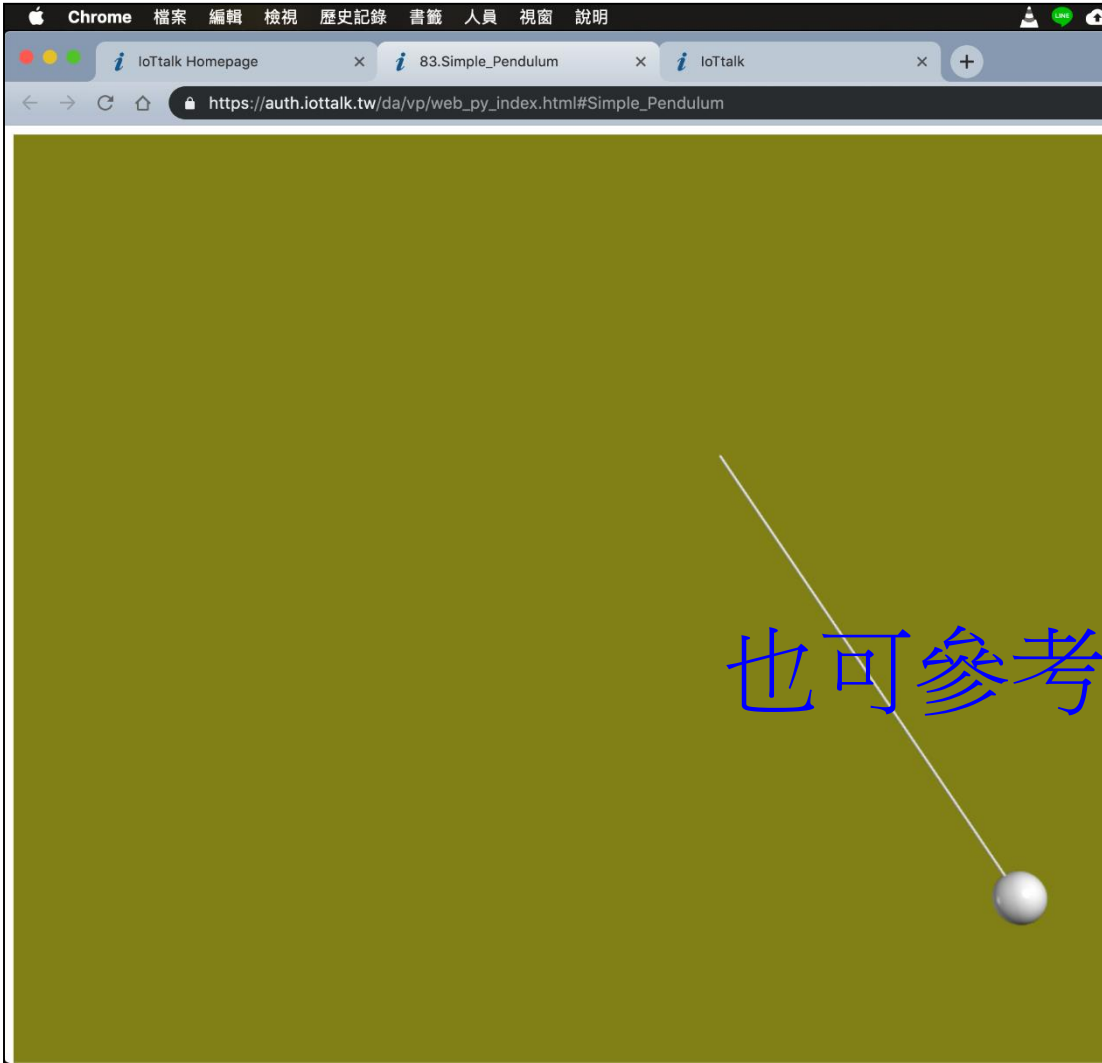 Chrome 檔案 編輯 檢視 歷史記錄 書籤 人員 視窗 說明 LINE
IoTtalk Homepage 83.Simple_Pendulum IoTtalk
https://auth.iottalk.tw/da/vp/web_py_index.html#Simple_Pendulum
也可參考